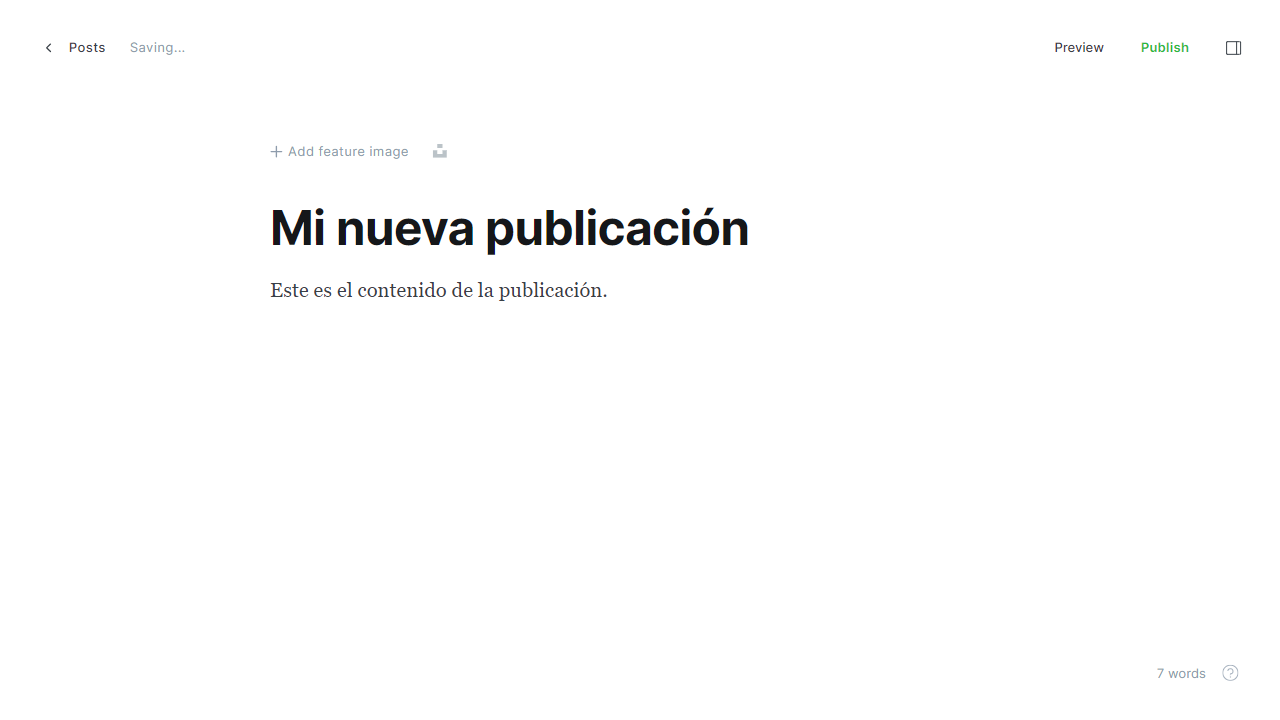 Posts Saving... Preview Publish
Add feature image
Mi nueva publicación
Este es el contenido de la publicación.
7 words